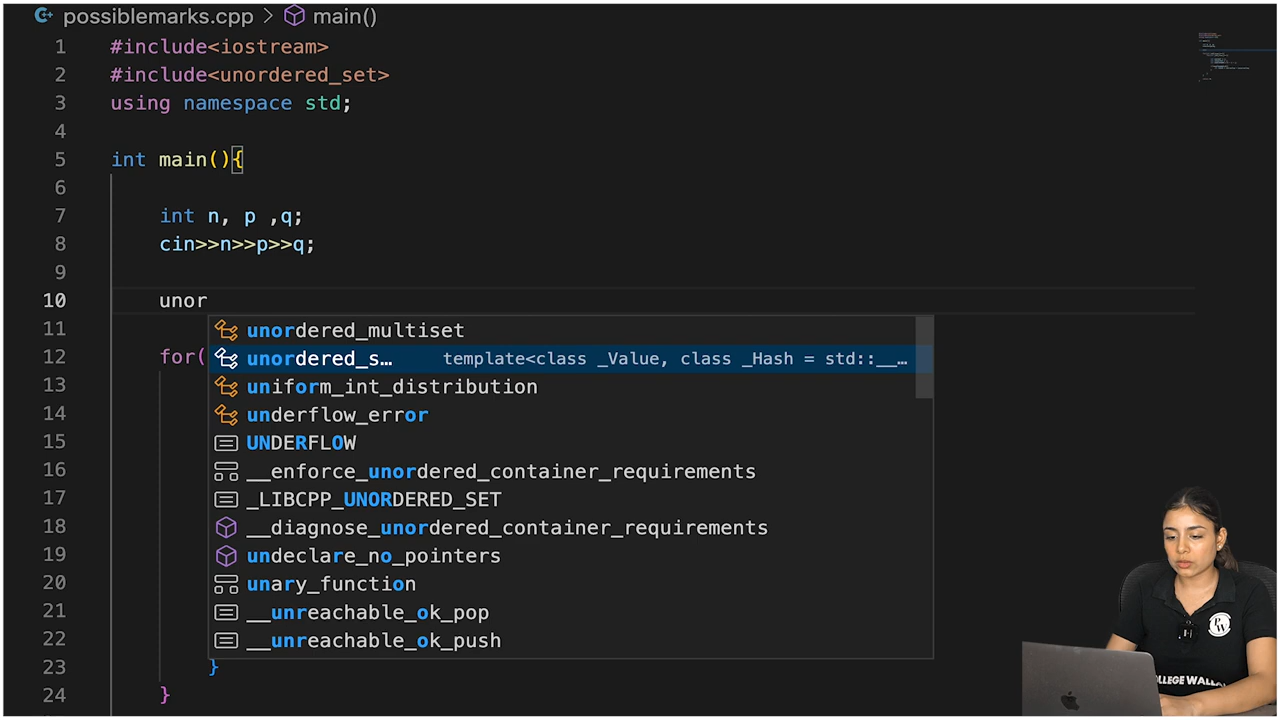 possiblemarks.cpp > main()
1 #include<iostream>
2 #include<unordered_set>
3 using namespace std;
4
5 int main(){
6
7 int n, p ,q;
8 cin>>n>>p>>q;
9
10 unor
11 unordered_multiset
12 for( unordered_s… template<class _Value, class _Hash = std::__…
13 uniform_int_distribution
14 underflow_error
15 UNDERFLOW
16 __enforce_unordered_container_requirements
17 _LIBCPP_UNORDERED_SET
18 __diagnose_unordered_container_requirements
19 undeclare_no_pointers
20 unary_function
21 __unreachable_ok_pop
22 __unreachable_ok_push
23 }
24 }
PW
COLLEGE WALLAH